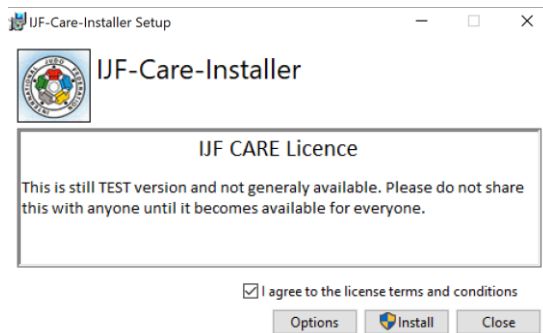 IJF-Care-Installer Setup
IJF-Care-Installer
IJF CARE Licence
This is still TEST version and not generaly available. Please do not share
this with anyone until it becomes available for everyone.
I agree to the license terms and conditions
Options
Install
Close